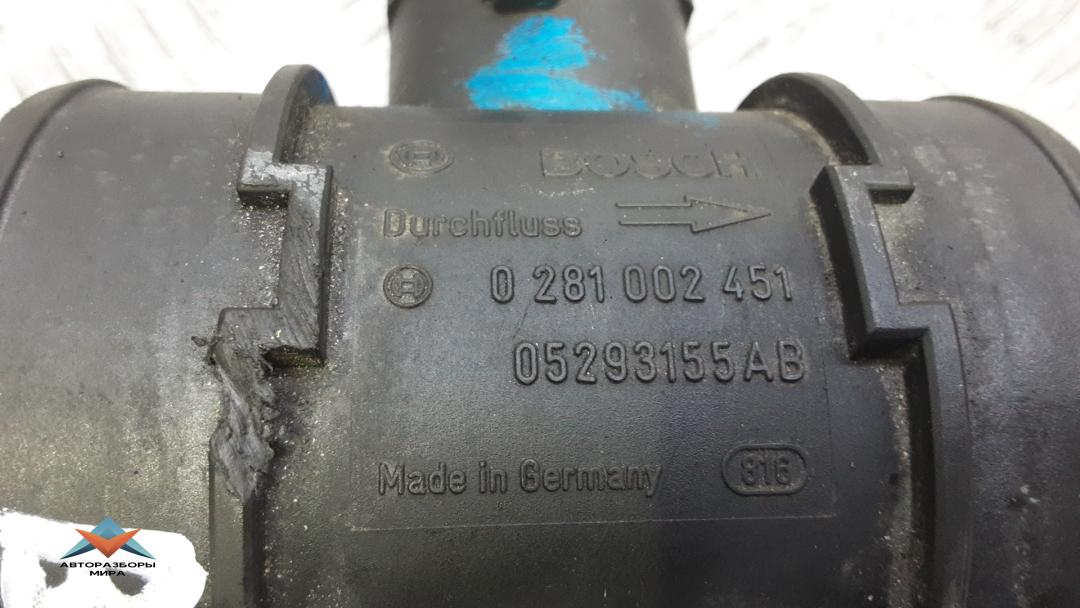 BOSCH
Durchfluss
0 281 002 451
05293155AB
Made in Germany 816
АВТОРАЗБОРЫ
МИРА